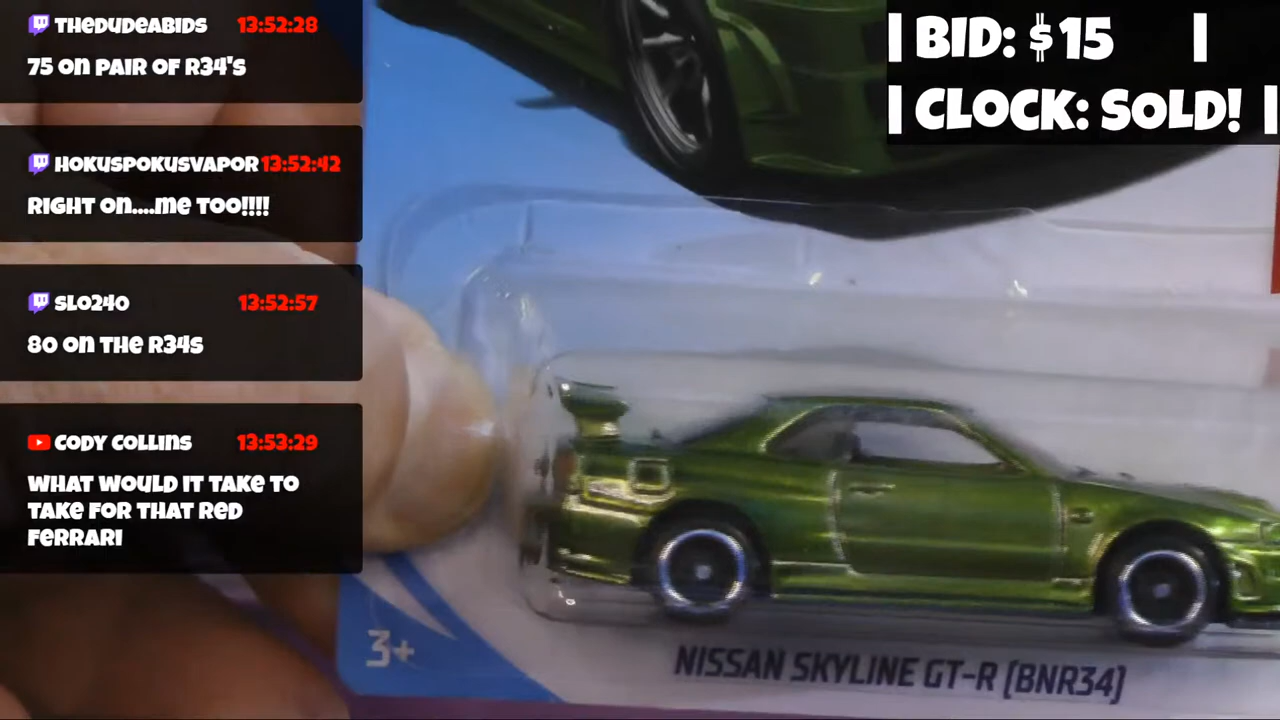 THEDUDEABIDS 13:52:28
75 ON PAIR OF R34'S
HOKUSPOKUSVAPOR 13:52:42
RIGHT ON....ME TOO!!!!
SLO240 13:52:57
80 ON THE R34S
CODY COLLINS 13:53:29
WHAT WOULD IT TAKE TO
TAKE FOR THAT RED
FERRARI
| BID: $15 |
| CLOCK: SOLD! |
3+
NISSAN SKYLINE GT-R (BNR34)